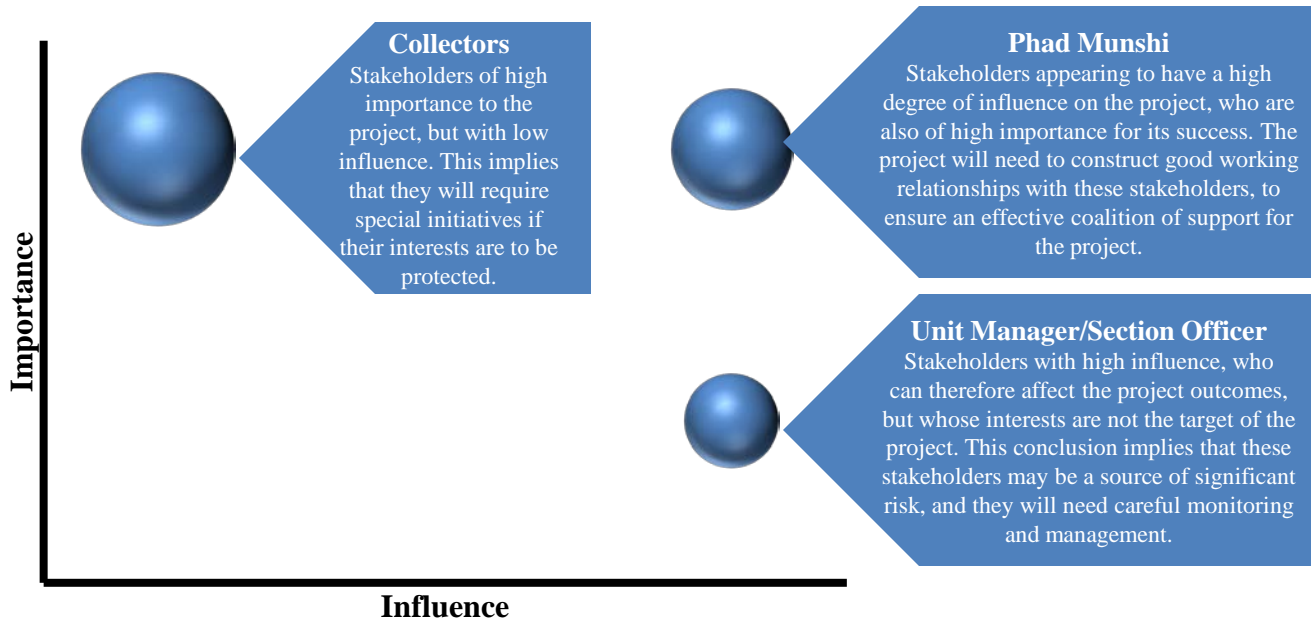 Collectors
Stakeholders of high
importance to the
project, but with low
influence. This implies
that they will require
special initiatives if
their interests are to be
protected.
Phad Munshi
Stakeholders appearing to have a high
degree of influence on the project, who are
also of high importance for its success. The
project will need to construct good working
relationships with these stakeholders, to
ensure an effective coalition of support for
the project.
Unit Manager/Section Officer
Stakeholders with high influence, who
can therefore affect the project outcomes,
but whose interests are not the target of the
project. This conclusion implies that these
stakeholders may be a source of significant
risk, and they will need careful monitoring
and management.
Importance
Influence